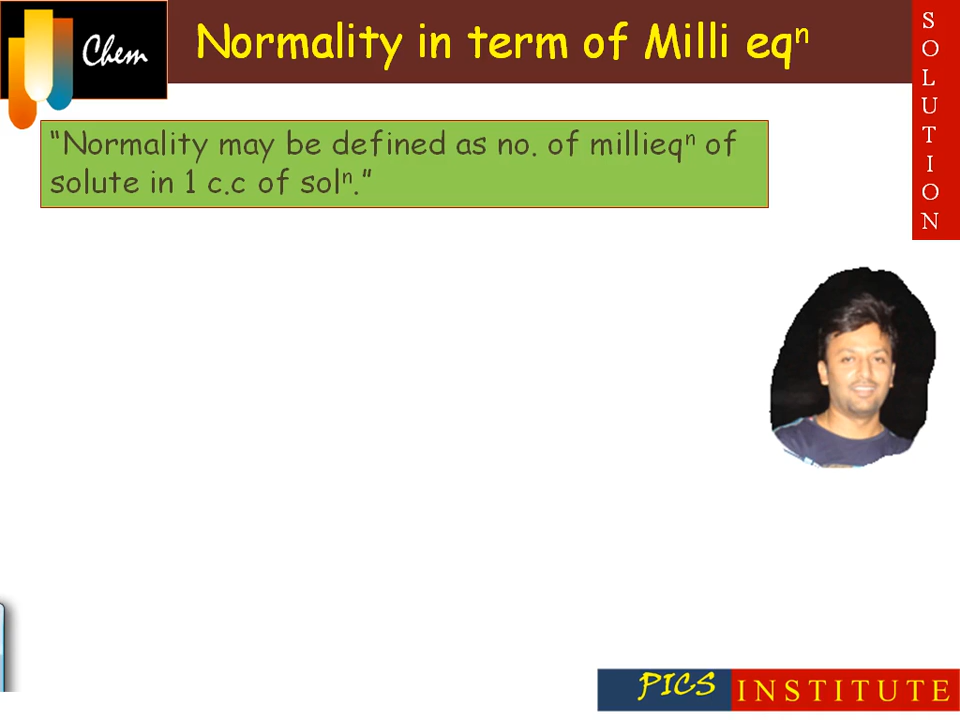 Chem
Normality in term of Milli eqⁿ
S
O
L
U
T
I
O
N
“Normality may be defined as no. of millieqⁿ of
solute in 1 c.c of solⁿ.”
PICS INSTITUTE